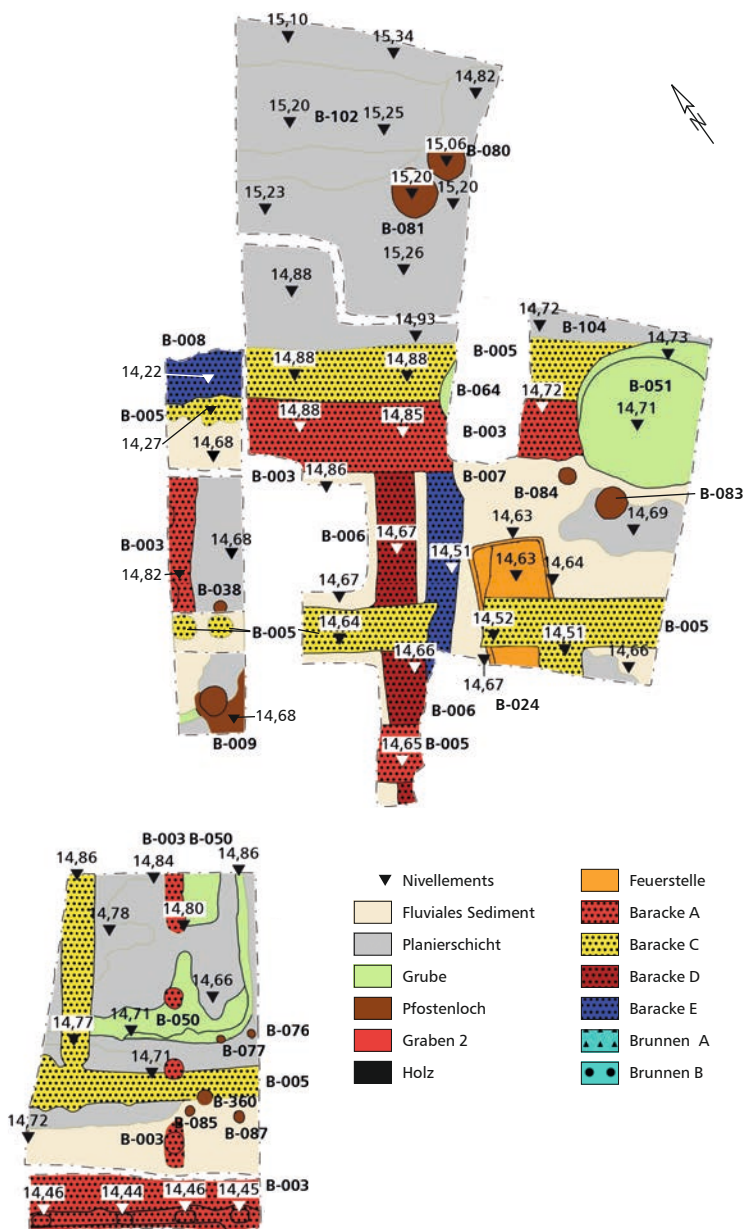 15,10
15,34
14,82
15,20
B-102
15,25
15,06
B-080
15,20
15,23
15,20
B-081
15,26
14,88
N
14,93
14,72
B-104
B-008
14,73
14,88
14,88
B-005
14,22
B-064
B-051
B-005
14,88
14,85
14,72
14,71
14,27
14,68
B-003
B-003
14,86
B-007
B-084
B-083
B-003
14,68
B-006
14,67
14,63
14,69
14,51
14,63
14,64
14,82
14,67
B-038
B-005
14,64
14,52
14,51
B-005
14,66
14,66
14,67
B-024
14,68
B-006
B-009
14,65
B-005
B-003 B-050
14,86
14,84
14,86
14,78
14,80
14,66
14,77
14,71
B-050
B-076
B-077
14,71
B-005
B-360
14,72
B-085
B-087
B-003
B-003
14,46
14,44
14,46
14,45
Nivellements
Fluviales Sediment
Planierschicht
Grube
Pfostenloch
Graben 2
Holz
Feuerstelle
Baracke A
Baracke C
Baracke D
Baracke E
Brunnen A
Brunnen B